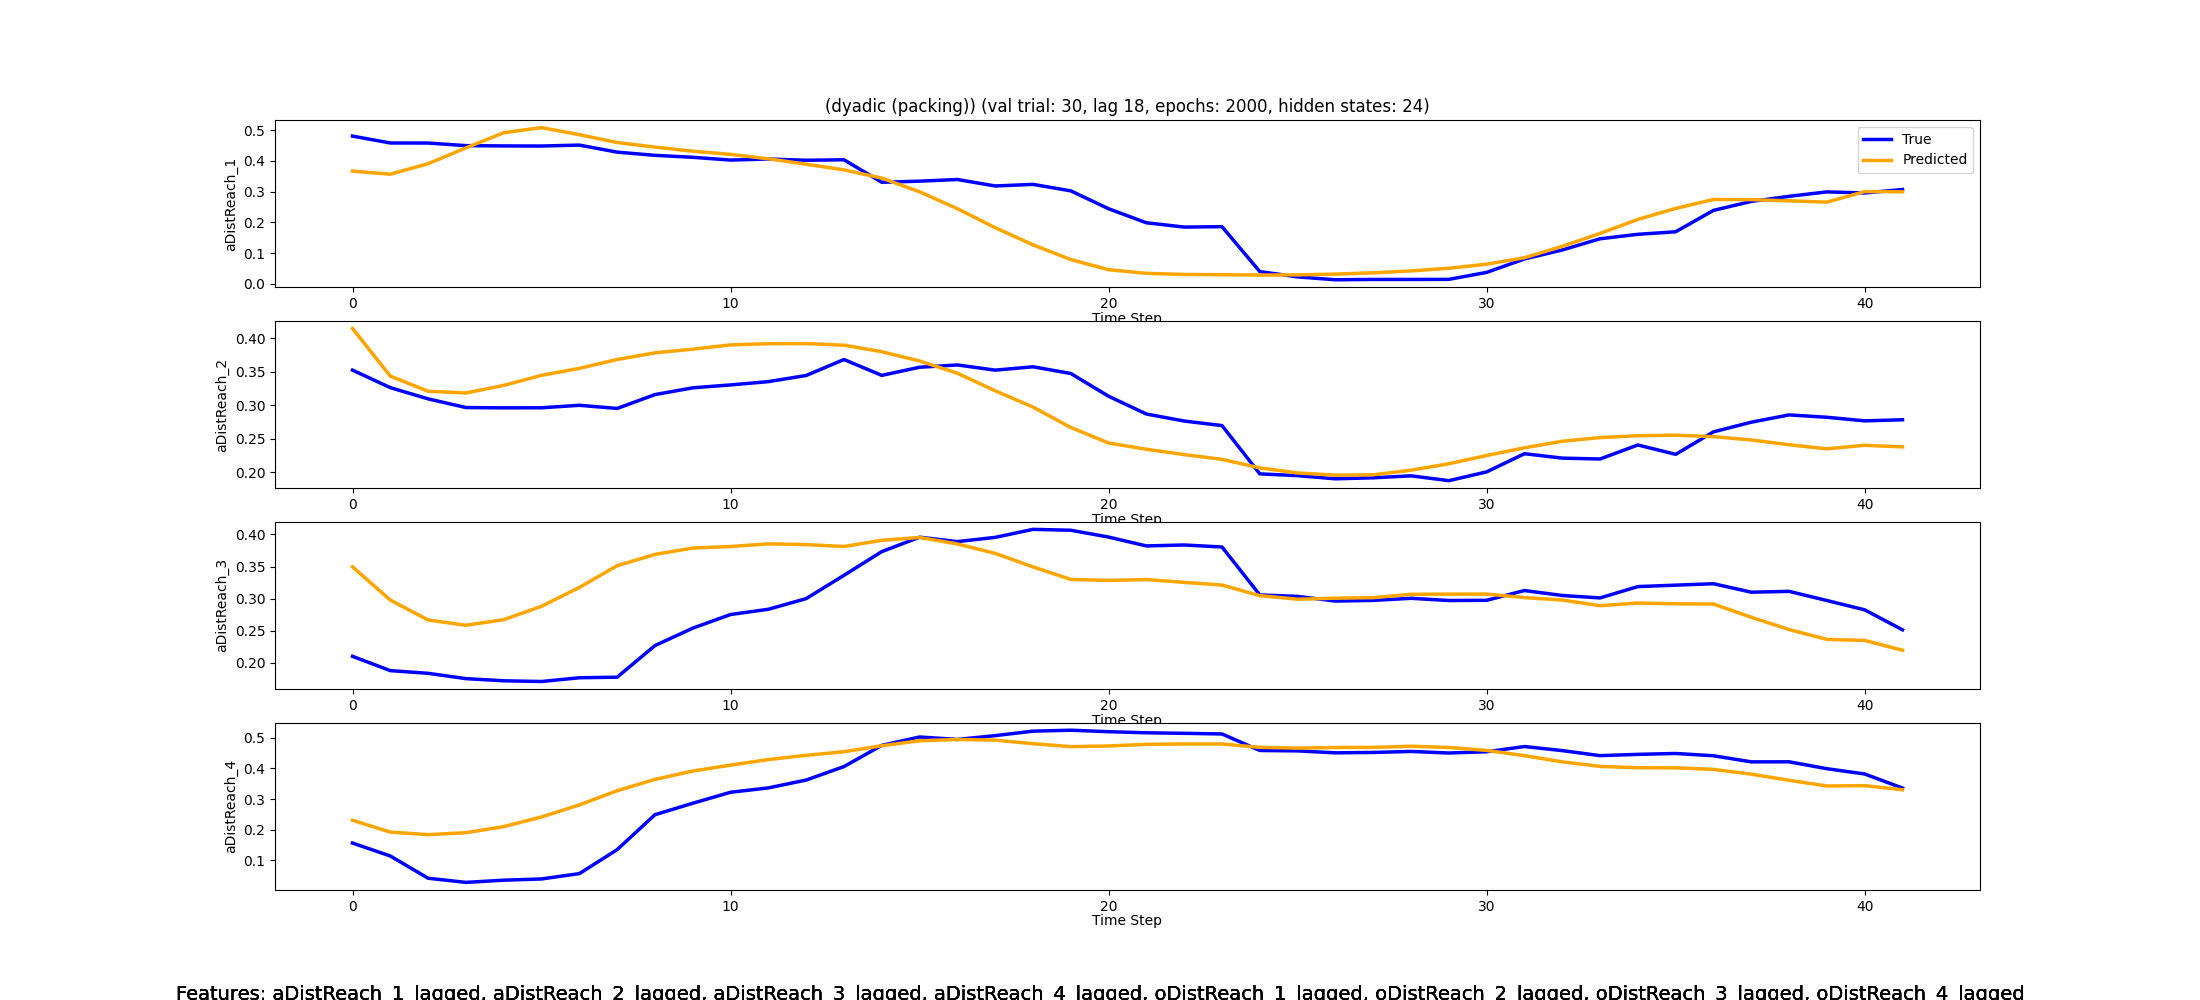 (dyadic (packing)) (val trial: 30, lag 18, epochs: 2000, hidden states: 24)
0.5
0.4
0.3
0.2
0.1
0.0
aDistReach_1
True
Predicted
0 10 20 30 40
Time Step
0.40
0.35
0.30
0.25
0.20
aDistReach_2
0 10 20 30 40
Time Step
0.40
0.35
0.30
0.25
0.20
aDistReach_3
0 10 20 30 40
Time Step
0.5
0.4
0.3
0.2
0.1
aDistReach_4
0 10 20 30 40
Time Step
Features: aDistReach_1_lagged, aDistReach_2_lagged, aDistReach_3_lagged, aDistReach_4_lagged, oDistReach_1_lagged, oDistReach_2_lagged, oDistReach_3_lagged, oDistReach_4_lagged